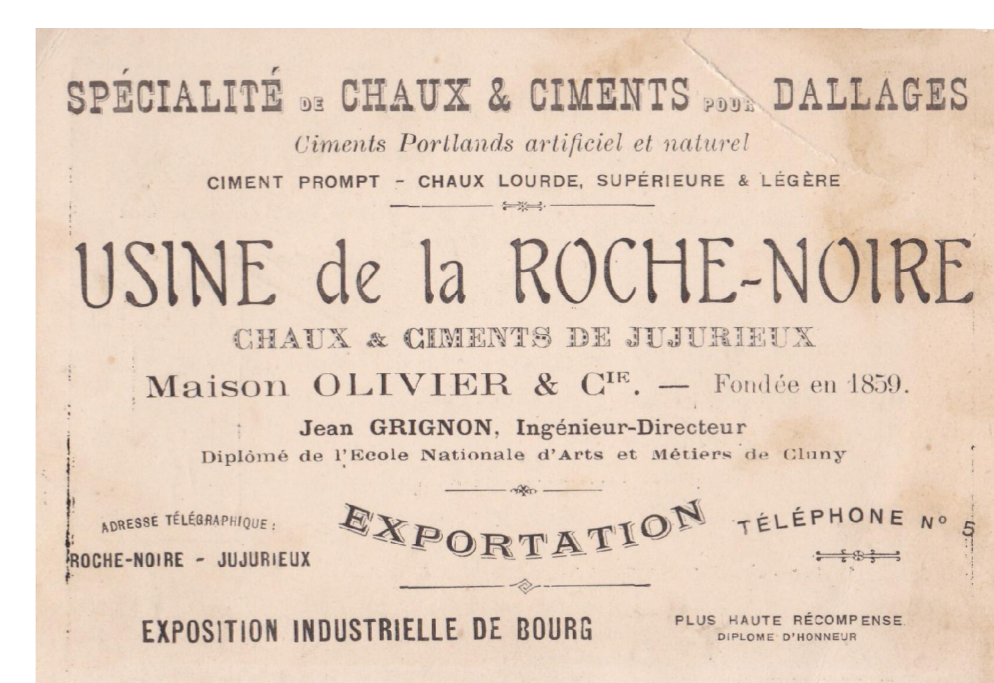 SPÉCIALITÉ DE CHAUX & CIMENTS POUR DALLAGES
Ciments Portlands artificiel et naturel
CIMENT PROMPT - CHAUX LOURDE, SUPÉRIEURE & LÉGÈRE
USINE de la ROCHE-NOIRE
CHAUX & CIMENTS DE JUJURIEUX
Maison OLIVIER & CIE. — Fondée en 1859.
Jean GRIGNON, Ingénieur-Directeur
Diplômé de l'Ecole Nationale d'Arts et Métiers de Cluny
ADRESSE TÉLÉGRAPHIQUE :
ROCHE-NOIRE - JUJURIEUX
EXPORTATION
TÉLÉPHONE No 5
EXPOSITION INDUSTRIELLE DE BOURG
PLUS HAUTE RÉCOMPENSE
DIPLOME D'HONNEUR